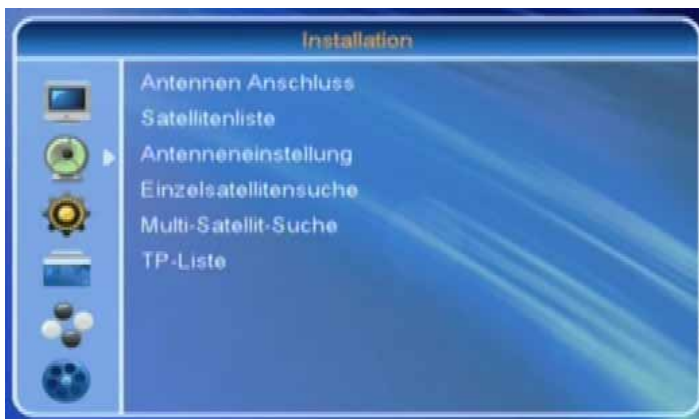 Installation
Antennen Anschluss
Satellitenliste
Antenneneinstellung
Einzelsatellitensuche
Multi-Satellit-Suche
TP-Liste